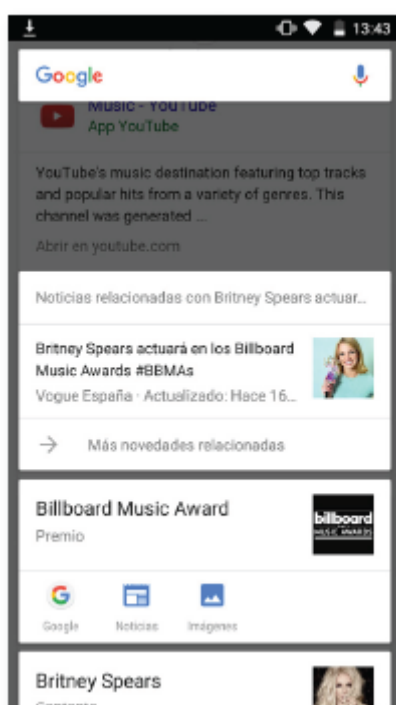 13:43
Google
Music - YouTube
App YouTube
YouTube's music destination featuring top tracks
and popular hits from a variety of genres. This
channel was generated ...
Abrir en youtube.com
Noticias relacionadas con Britney Spears actuar...
Britney Spears actuará en los Billboard
Music Awards #BBMAs
Vogue España · Actualizado: Hace 16...
Más novedades relacionadas
Billboard Music Award
Premio
billboard
MUSIC AWARDS
Google
Noticias
Imágenes
Britney Spears